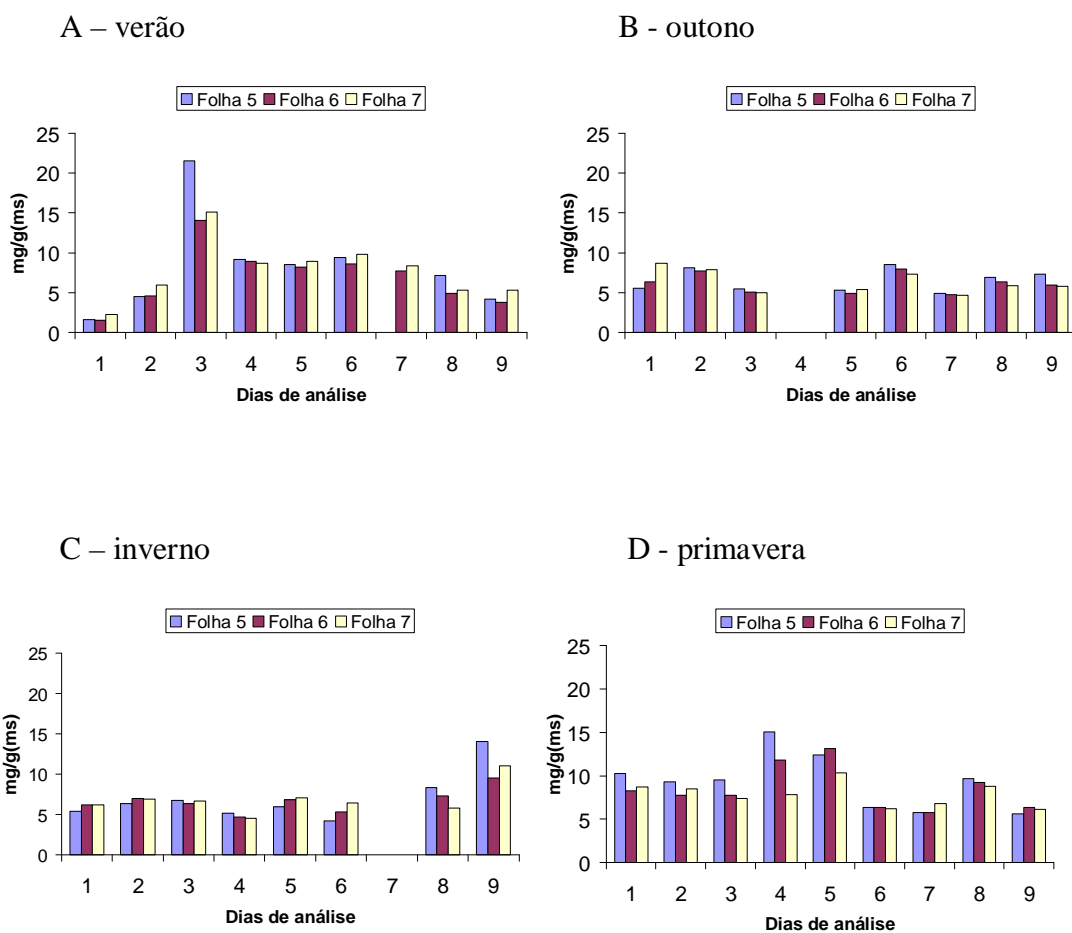 A – verão
Folha 5 Folha 6 Folha 7
25
20
15
10
5
0
mg/g(ms)
1 2 3 4 5 6 7 8 9
Dias de análise
B - outono
Folha 5 Folha 6 Folha 7
25
20
15
10
5
0
mg/g(ms)
1 2 3 4 5 6 7 8 9
Dias de análise
C – inverno
Folha 5 Folha 6 Folha 7
25
20
15
10
5
0
mg/g(ms)
1 2 3 4 5 6 7 8 9
Dias de análise
D - primavera
Folha 5 Folha 6 Folha 7
25
20
15
10
5
0
mg/g(ms)
1 2 3 4 5 6 7 8 9
Dias de análise